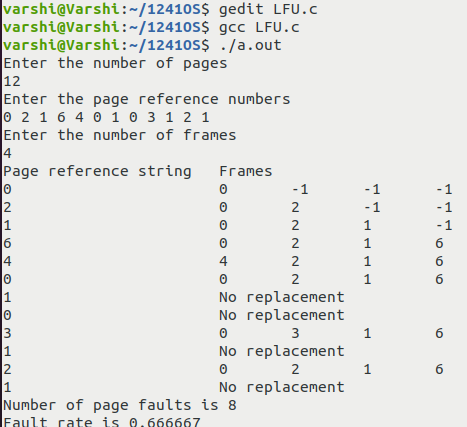 varshi@Varshi:~/1241OS$ gedit LFU.c
varshi@Varshi:~/1241OS$ gcc LFU.c
varshi@Varshi:~/1241OS$ ./a.out
Enter the number of pages
12
Enter the page reference numbers
0 2 1 6 4 0 1 0 3 1 2 1
Enter the number of frames
4
Page reference string Frames
0 0 -1 -1 -1
2 0 2 -1 -1
1 0 2 1 -1
6 0 2 1 6
4 4 2 1 6
0 0 2 1 6
1 No replacement
0 No replacement
3 0 3 1 6
1 No replacement
2 0 2 1 6
1 No replacement
Number of page faults is 8
Fault rate is 0.666667